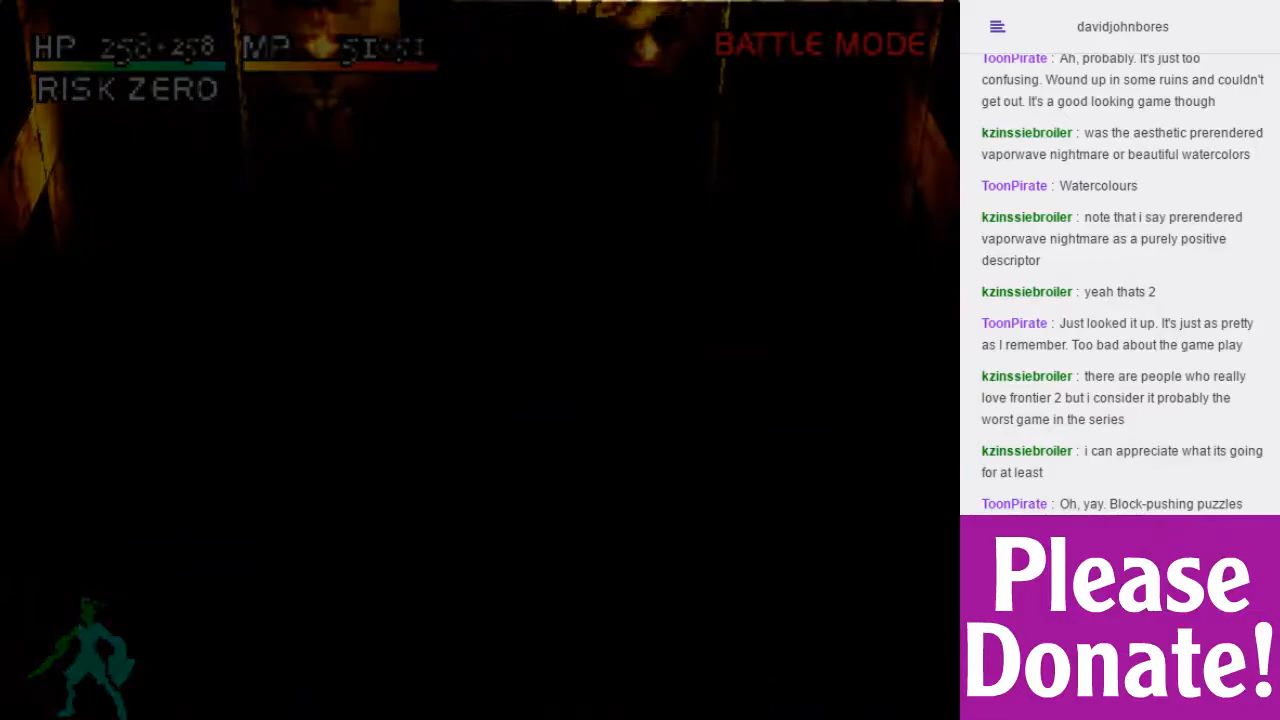 HP 258·258 MP 51·51
BATTLE MODE
RISK ZERO
davidjohnbores
ToonPirate : Ah, probably. It's just too
confusing. Wound up in some ruins and couldn't
get out. It's a good looking game though
kzinssiebroiler : was the aesthetic prerendered
vaporwave nightmare or beautiful watercolors
ToonPirate : Watercolours
kzinssiebroiler : note that i say prerendered
vaporwave nightmare as a purely positive
descriptor
kzinssiebroiler : yeah thats 2
ToonPirate : Just looked it up. It's just as pretty
as I remember. Too bad about the game play
kzinssiebroiler : there are people who really
love frontier 2 but i consider it probably the
worst game in the series
kzinssiebroiler : i can appreciate what its going
for at least
ToonPirate : Oh, yay. Block-pushing puzzles
Please
Donate!